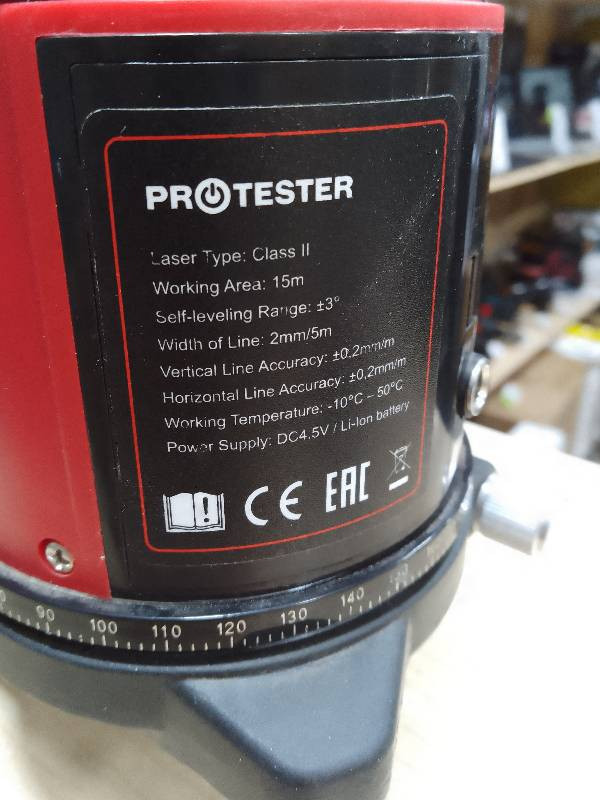 PROTESTER
Laser Type: Class II
Working Area: 15m
Self-leveling Range: ±3°
Width of Line: 2mm/5m
Vertical Line Accuracy: ±0.2mm/m
Horizontal Line Accuracy: ±0,2mm/m
Working Temperature: -10°C – 50°C
Power Supply: DC4.5V / Li-Ion battery
CE EAC
90 100 110 120 130 140